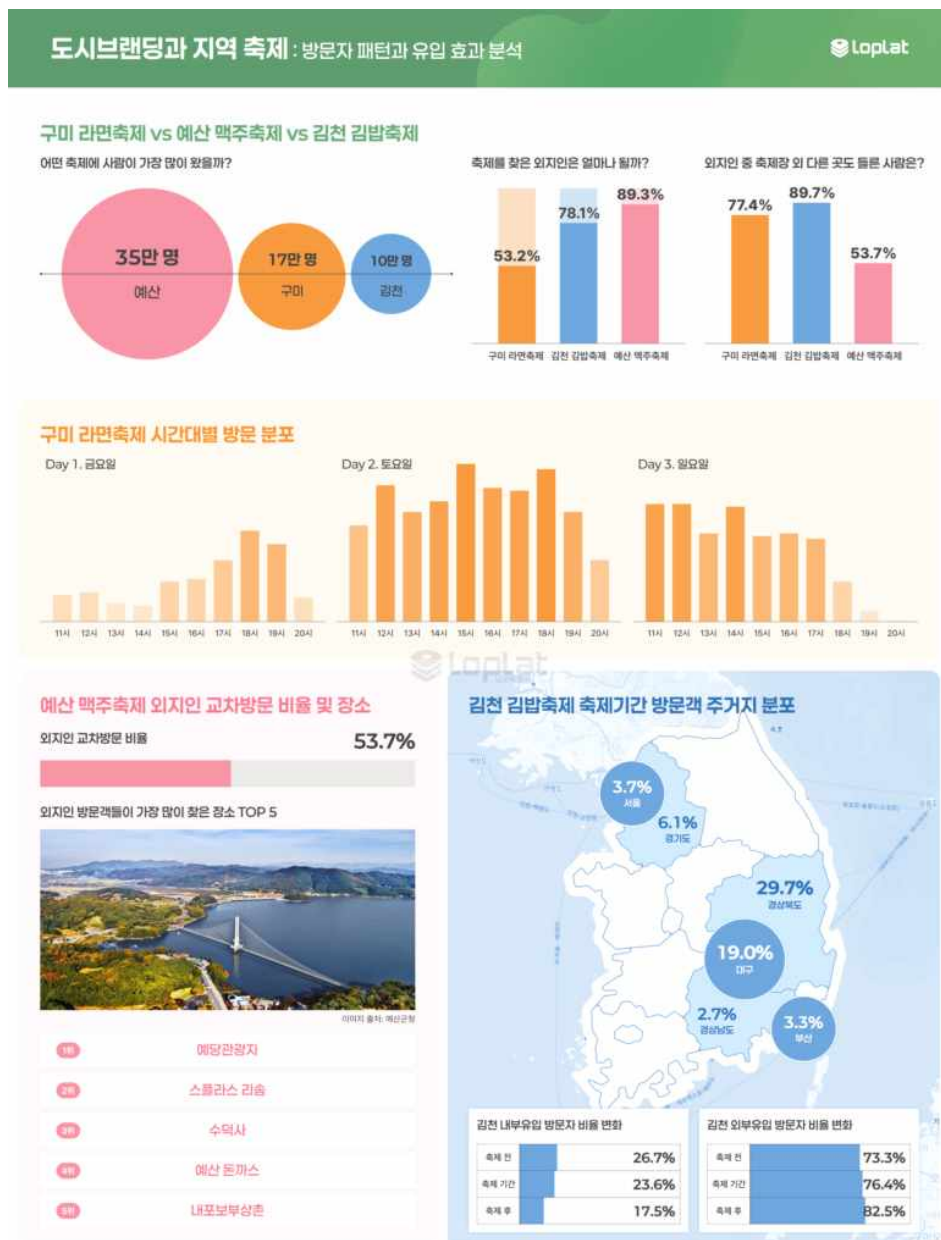 도시브랜딩과 지역 축제 : 방문자 패턴과 유입 효과 분석
loplat
구미 라면축제 vs 예산 맥주축제 vs 김천 김밥축제
어떤 축제에 사람이 가장 많이 왔을까?
35만 명
예산
17만 명
구미
10만 명
김천
축제를 찾은 외지인은 얼마나 될까?
53.2%
78.1%
89.3%
구미 라면축제 김천 김밥축제 예산 맥주축제
외지인 중 축제장 외 다른 곳도 들른 사람은?
77.4%
89.7%
53.7%
구미 라면축제 김천 김밥축제 예산 맥주축제
구미 라면축제 시간대별 방문 분포
Day 1. 금요일
11시 12시 13시 14시 15시 16시 17시 18시 19시 20시
Day 2. 토요일
11시 12시 13시 14시 15시 16시 17시 18시 19시 20시
Day 3. 일요일
11시 12시 13시 14시 15시 16시 17시 18시 19시 20시
loplat
예산 맥주축제 외지인 교차방문 비율 및 장소
외지인 교차방문 비율
53.7%
외지인 방문객들이 가장 많이 찾은 장소 TOP 5
이미지 출처: 예산군청
1위 예당관광지
2위 스플라스 리솜
3위 수덕사
4위 예산 돈까스
5위 내포보부상촌
김천 김밥축제 축제기간 방문객 주거지 분포
3.7%
서울
6.1%
경기도
29.7%
경상북도
19.0%
대구
2.7%
경상남도
3.3%
부산
김천 내부유입 방문자 비율 변화
축제 전 26.7%
축제 기간 23.6%
축제 후 17.5%
김천 외부유입 방문자 비율 변화
축제 전 73.3%
축제 기간 76.4%
축제 후 82.5%